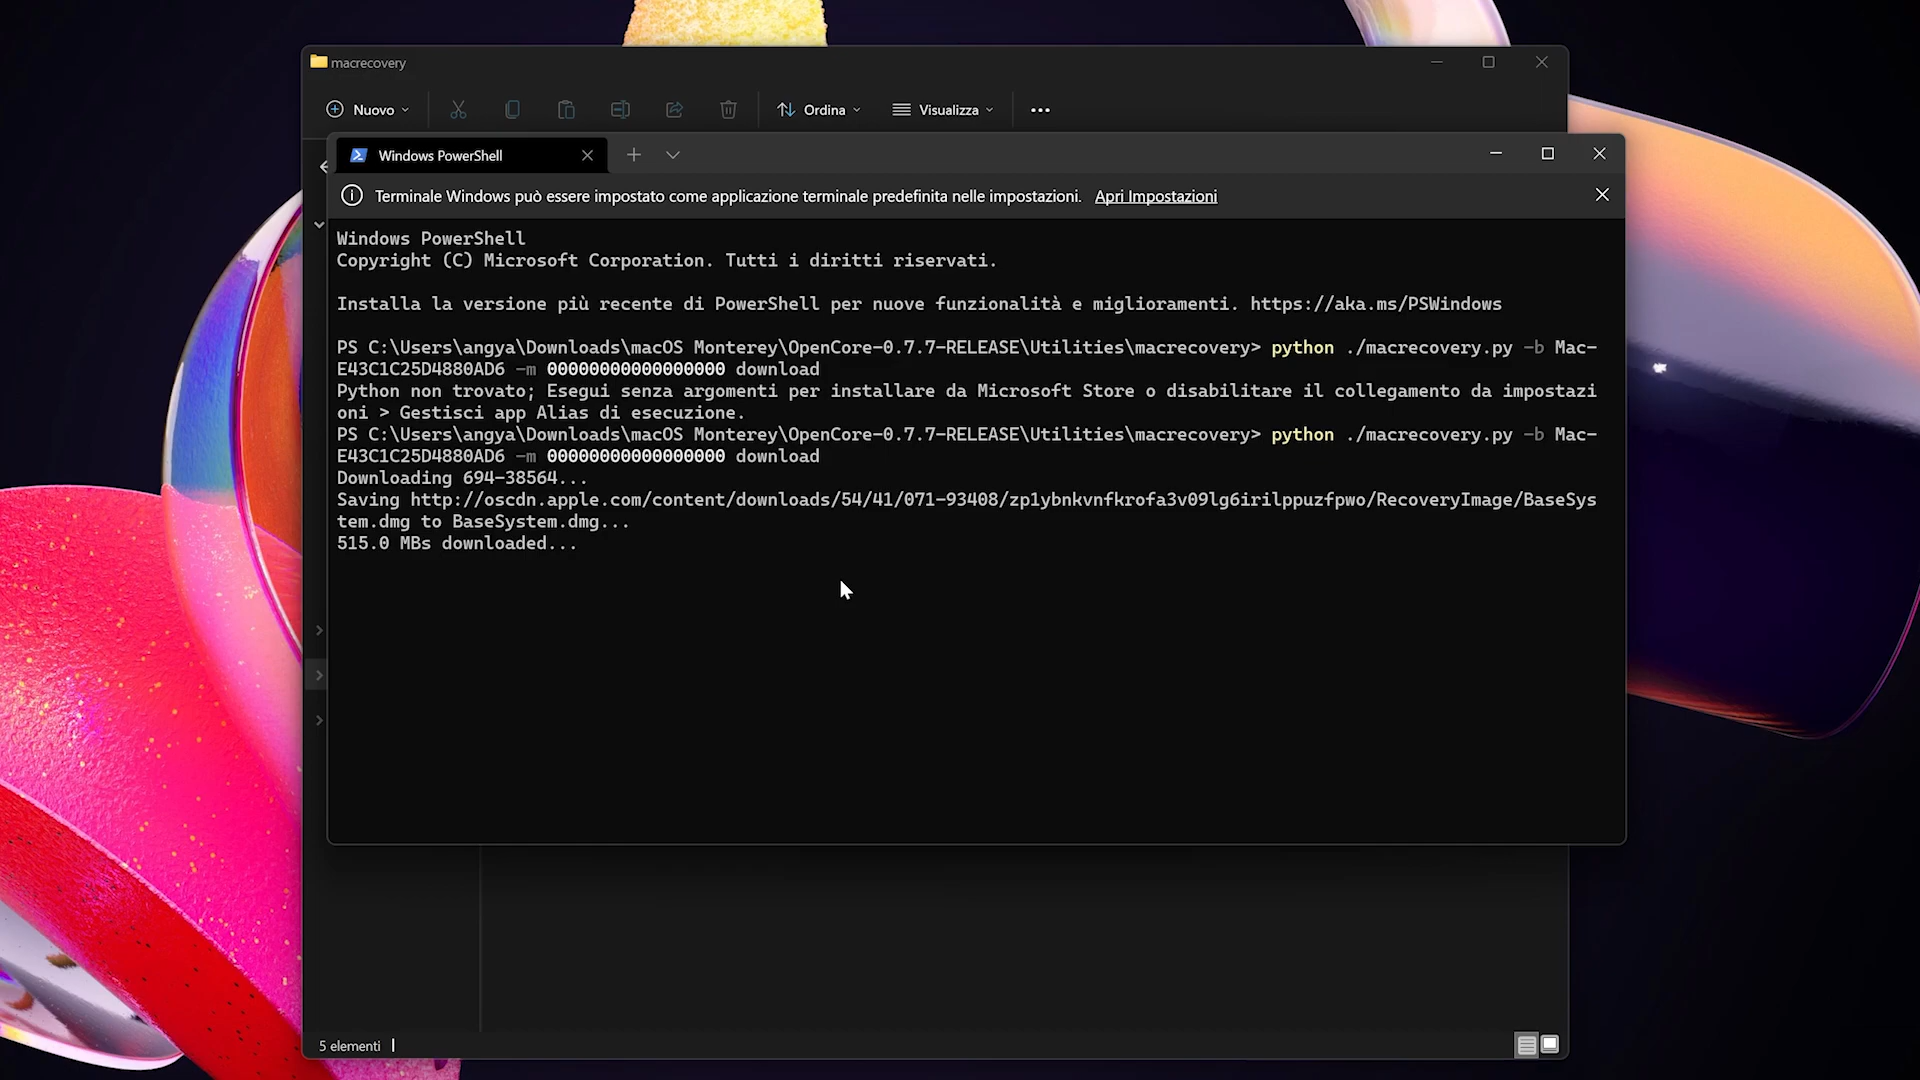 macrecovery
Nuovo
Ordina
Visualizza
Windows PowerShell
Terminale Windows può essere impostato come applicazione terminale predefinita nelle impostazioni. Apri Impostazioni
Windows PowerShell
Copyright (C) Microsoft Corporation. Tutti i diritti riservati.
Installa la versione più recente di PowerShell per nuove funzionalità e miglioramenti. https://aka.ms/PSWindows
PS C:\Users\angya\Downloads\macOS Monterey\OpenCore-0.7.7-RELEASE\Utilities\macrecovery> python ./macrecovery.py -b Mac-
E43C1C25D4880AD6 -m 00000000000000000 download
Python non trovato; Esegui senza argomenti per installare da Microsoft Store o disabilitare il collegamento da impostazi
oni > Gestisci app Alias di esecuzione.
PS C:\Users\angya\Downloads\macOS Monterey\OpenCore-0.7.7-RELEASE\Utilities\macrecovery> python ./macrecovery.py -b Mac-
E43C1C25D4880AD6 -m 00000000000000000 download
Downloading 694-38564...
Saving http://oscdn.apple.com/content/downloads/54/41/071-93408/zp1ybnkvnfkrofa3v09lg6irilppuzfpwo/RecoveryImage/BaseSys
tem.dmg to BaseSystem.dmg...
515.0 MBs downloaded...
5 elementi